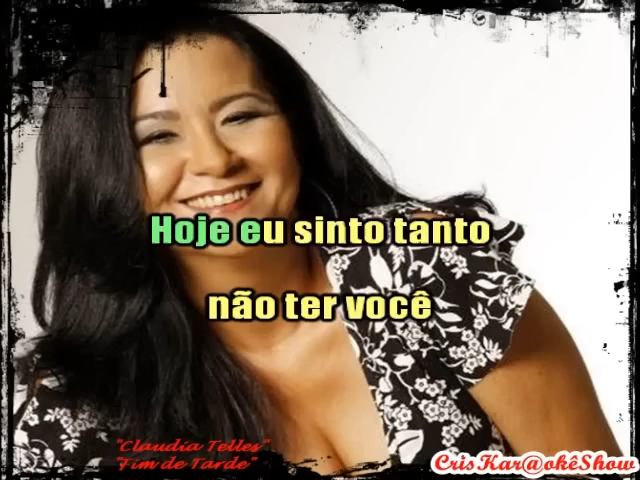 Hoje eu sinto tanto
não ter você
"Claudia Telles"
"Fim de Tarde"
CrisKar@okêShow